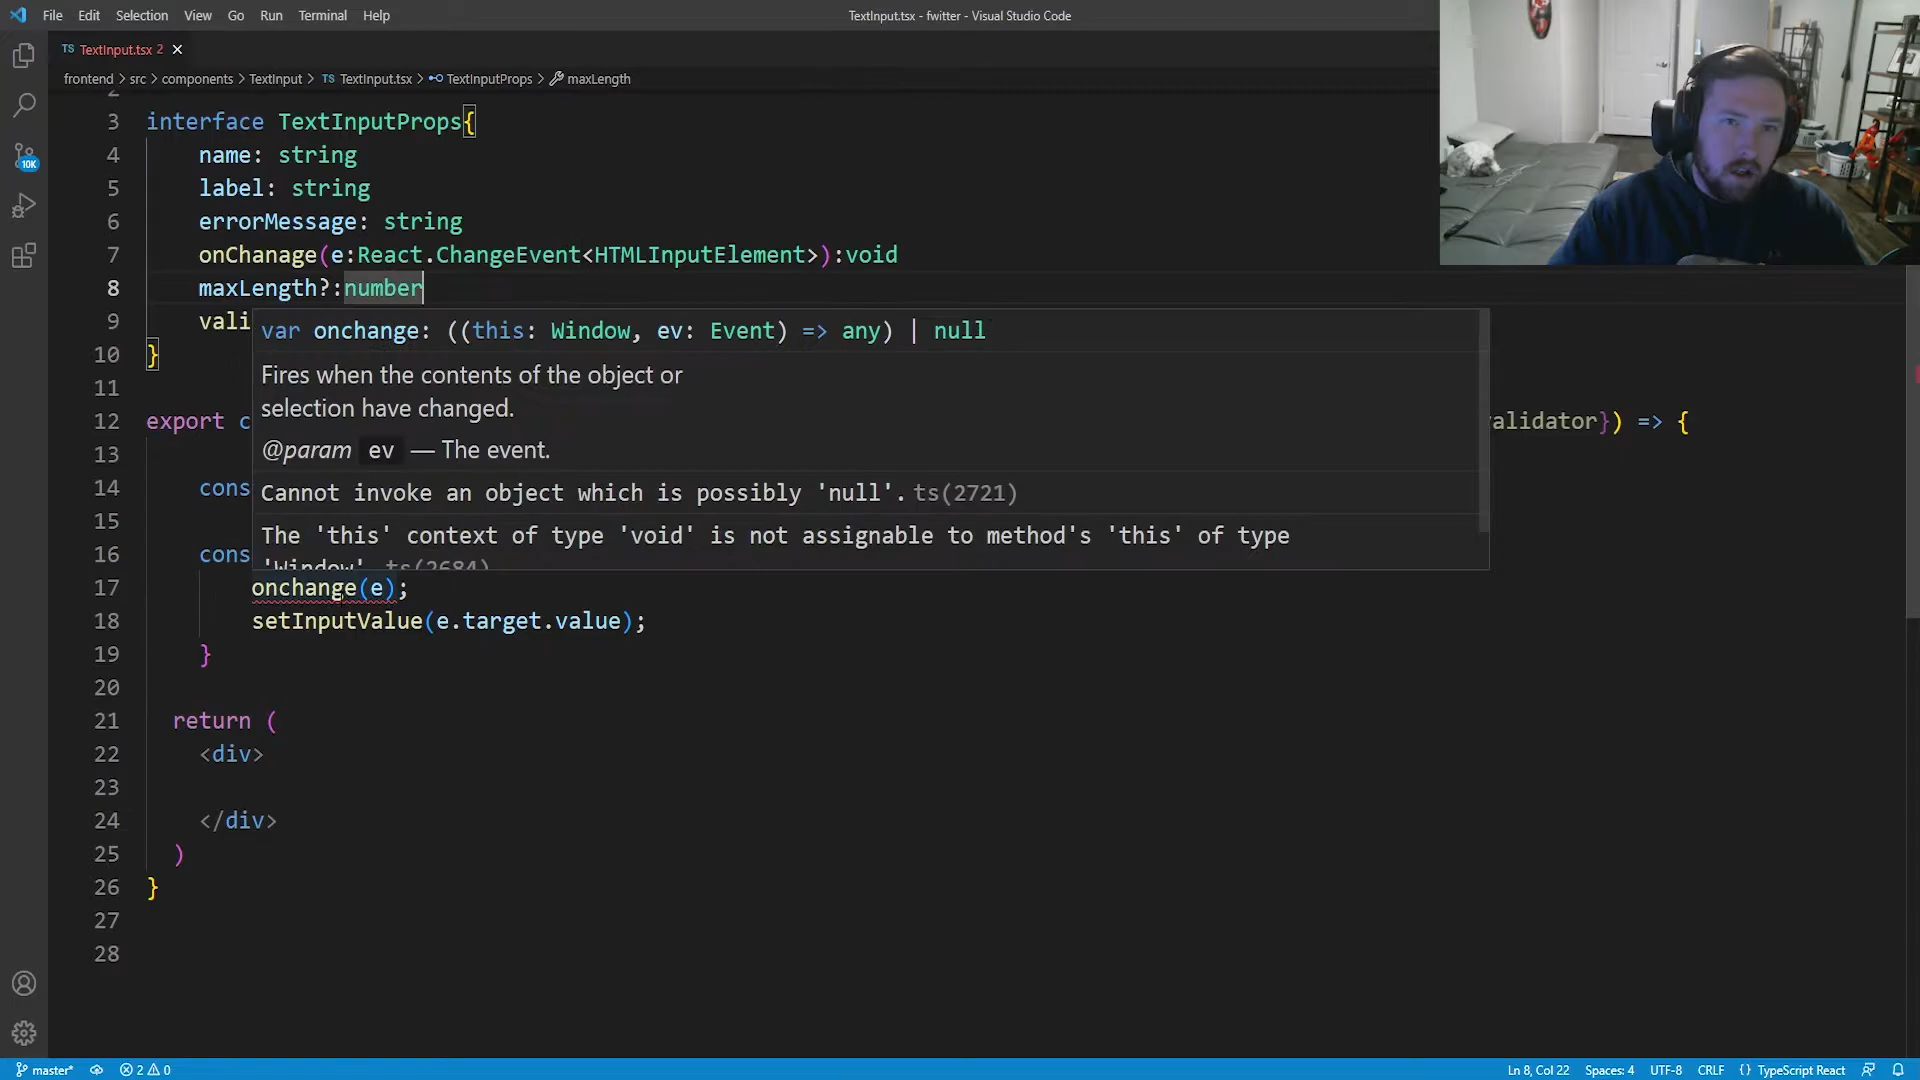 File Edit Selection View Go Run Terminal Help
TextInput.tsx - fwitter - Visual Studio Code
TS TextInput.tsx 2
frontend > src > components > TextInput > TS TextInput.tsx > TextInputProps > maxLength
10K
2
3 interface TextInputProps{
4 name: string
5 label: string
6 errorMessage: string
7 onChanage(e:React.ChangeEvent<HTMLInputElement>):void
8 maxLength?:number
9 vali
var onchange: ((this: Window, ev: Event) => any) | null
10 }
Fires when the contents of the object or
11
selection have changed.
12 export c alidator}) => {
@param ev — The event.
13
14 cons
Cannot invoke an object which is possibly 'null'. ts(2721)
15
The 'this' context of type 'void' is not assignable to method's 'this' of type
16 cons
'Window'. ts(2684)
17 onchange(e);
18 setInputValue(e.target.value);
19 }
20
21 return (
22 <div>
23
24 </div>
25 )
26 }
27
28
master* 2 0
Ln 8, Col 22 Spaces: 4 UTF-8 CRLF {} TypeScript React